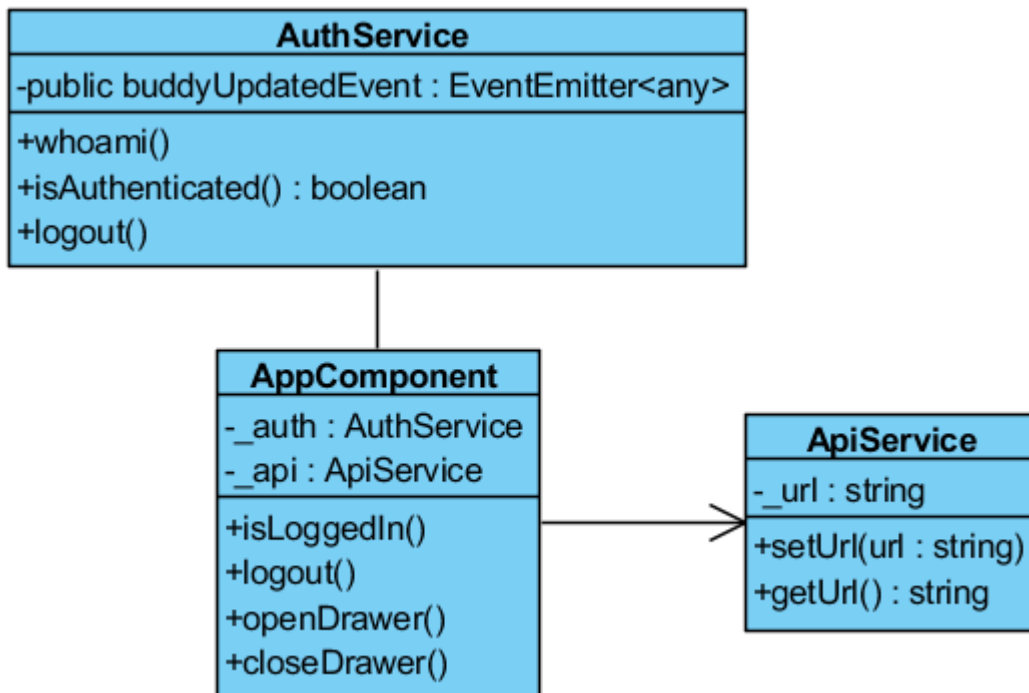 AuthService
-public buddyUpdatedEvent : EventEmitter<any>
+whoami()
+isAuthenticated() : boolean
+logout()
AppComponent
-_auth : AuthService
-_api : ApiService
+isLoggedIn()
+logout()
+openDrawer()
+closeDrawer()
ApiService
-_url : string
+setUrl(url : string)
+getUrl() : string